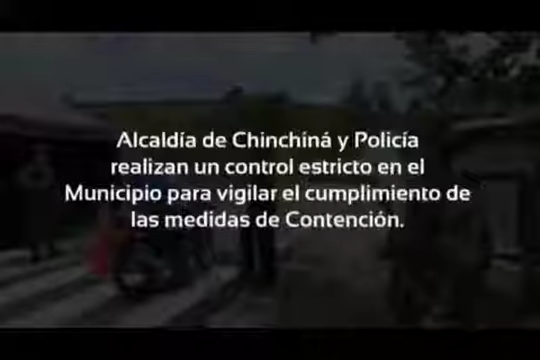 Alcaldía de Chinchiná y Policía
realizan un control estricto en el
Municipio para vigilar el cumplimiento de
las medidas de Contención.